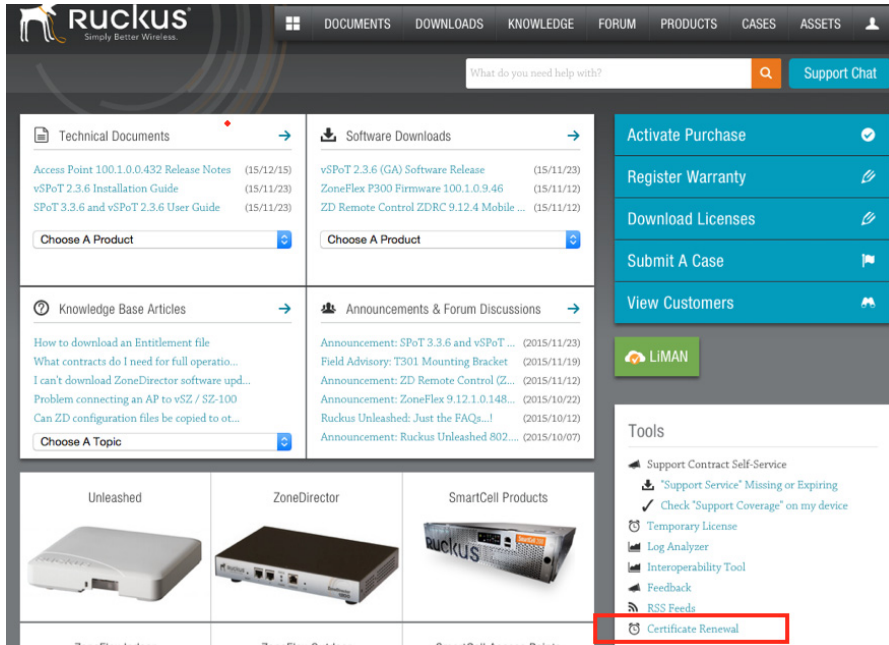 Ruckus
Simply Better Wireless.
DOCUMENTS DOWNLOADS KNOWLEDGE FORUM PRODUCTS CASES ASSETS
What do you need help with?
Support Chat
Technical Documents
Access Point 100.1.0.0.432 Release Notes (15/12/15)
vSPoT 2.3.6 Installation Guide (15/11/23)
SPoT 3.3.6 and vSPoT 2.3.6 User Guide (15/11/23)
Choose A Product
Software Downloads
vSPoT 2.3.6 (GA) Software Release (15/11/23)
ZoneFlex P300 Firmware 100.1.0.9.46 (15/11/12)
ZD Remote Control ZDRC 9.12.4 Mobile ... (15/11/12)
Choose A Product
Knowledge Base Articles
How to download an Entitlement file
What contracts do I need for full operatio...
I can't download ZoneDirector software upd...
Problem connecting an AP to vSZ / SZ-100
Can ZD configuration files be copied to ot...
Choose A Topic
Announcements & Forum Discussions
Announcement: SPoT 3.3.6 and vSPoT ... (2015/11/23)
Field Advisory: T301 Mounting Bracket (2015/11/19)
Announcement: ZD Remote Control (Z... (2015/11/12)
Announcement: ZoneFlex 9.12.1.0.148... (2015/10/22)
Ruckus Unleashed: Just the FAQs...! (2015/10/12)
Announcement: Ruckus Unleashed 802.... (2015/10/07)
Unleashed
ZoneDirector
SmartCell Products
RUCKUS
Activate Purchase
Register Warranty
Download Licenses
Submit A Case
View Customers
LiMAN
Tools
Support Contract Self-Service
"Support Service" Missing or Expiring
Check "Support Coverage" on my device
Temporary License
Log Analyzer
Interoperability Tool
Feedback
RSS Feeds
Certificate Renewal